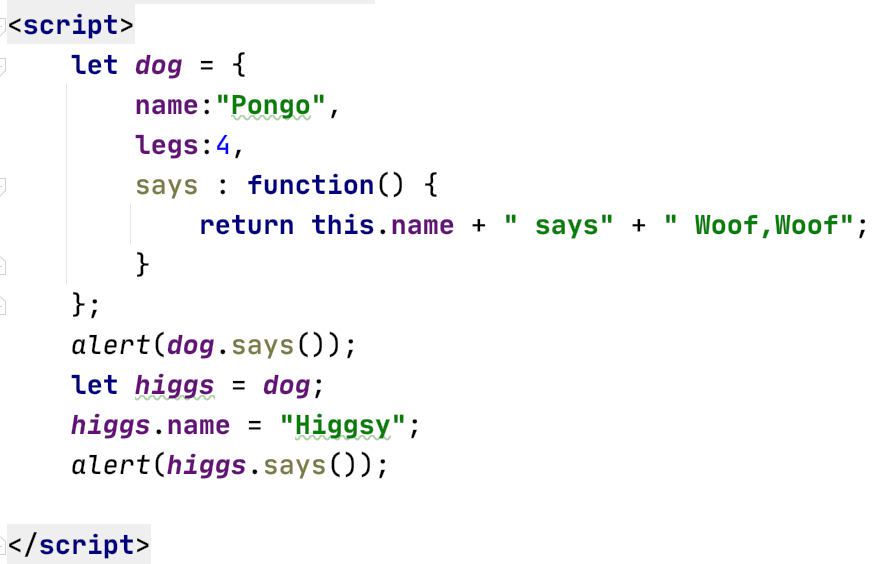 <script>
let dog = {
name:"Pongo",
legs:4,
says : function() {
return this.name + " says" + " Woof,Woof";
}
};
alert(dog.says());
let higgs = dog;
higgs.name = "Higgsy";
alert(higgs.says());
</script>